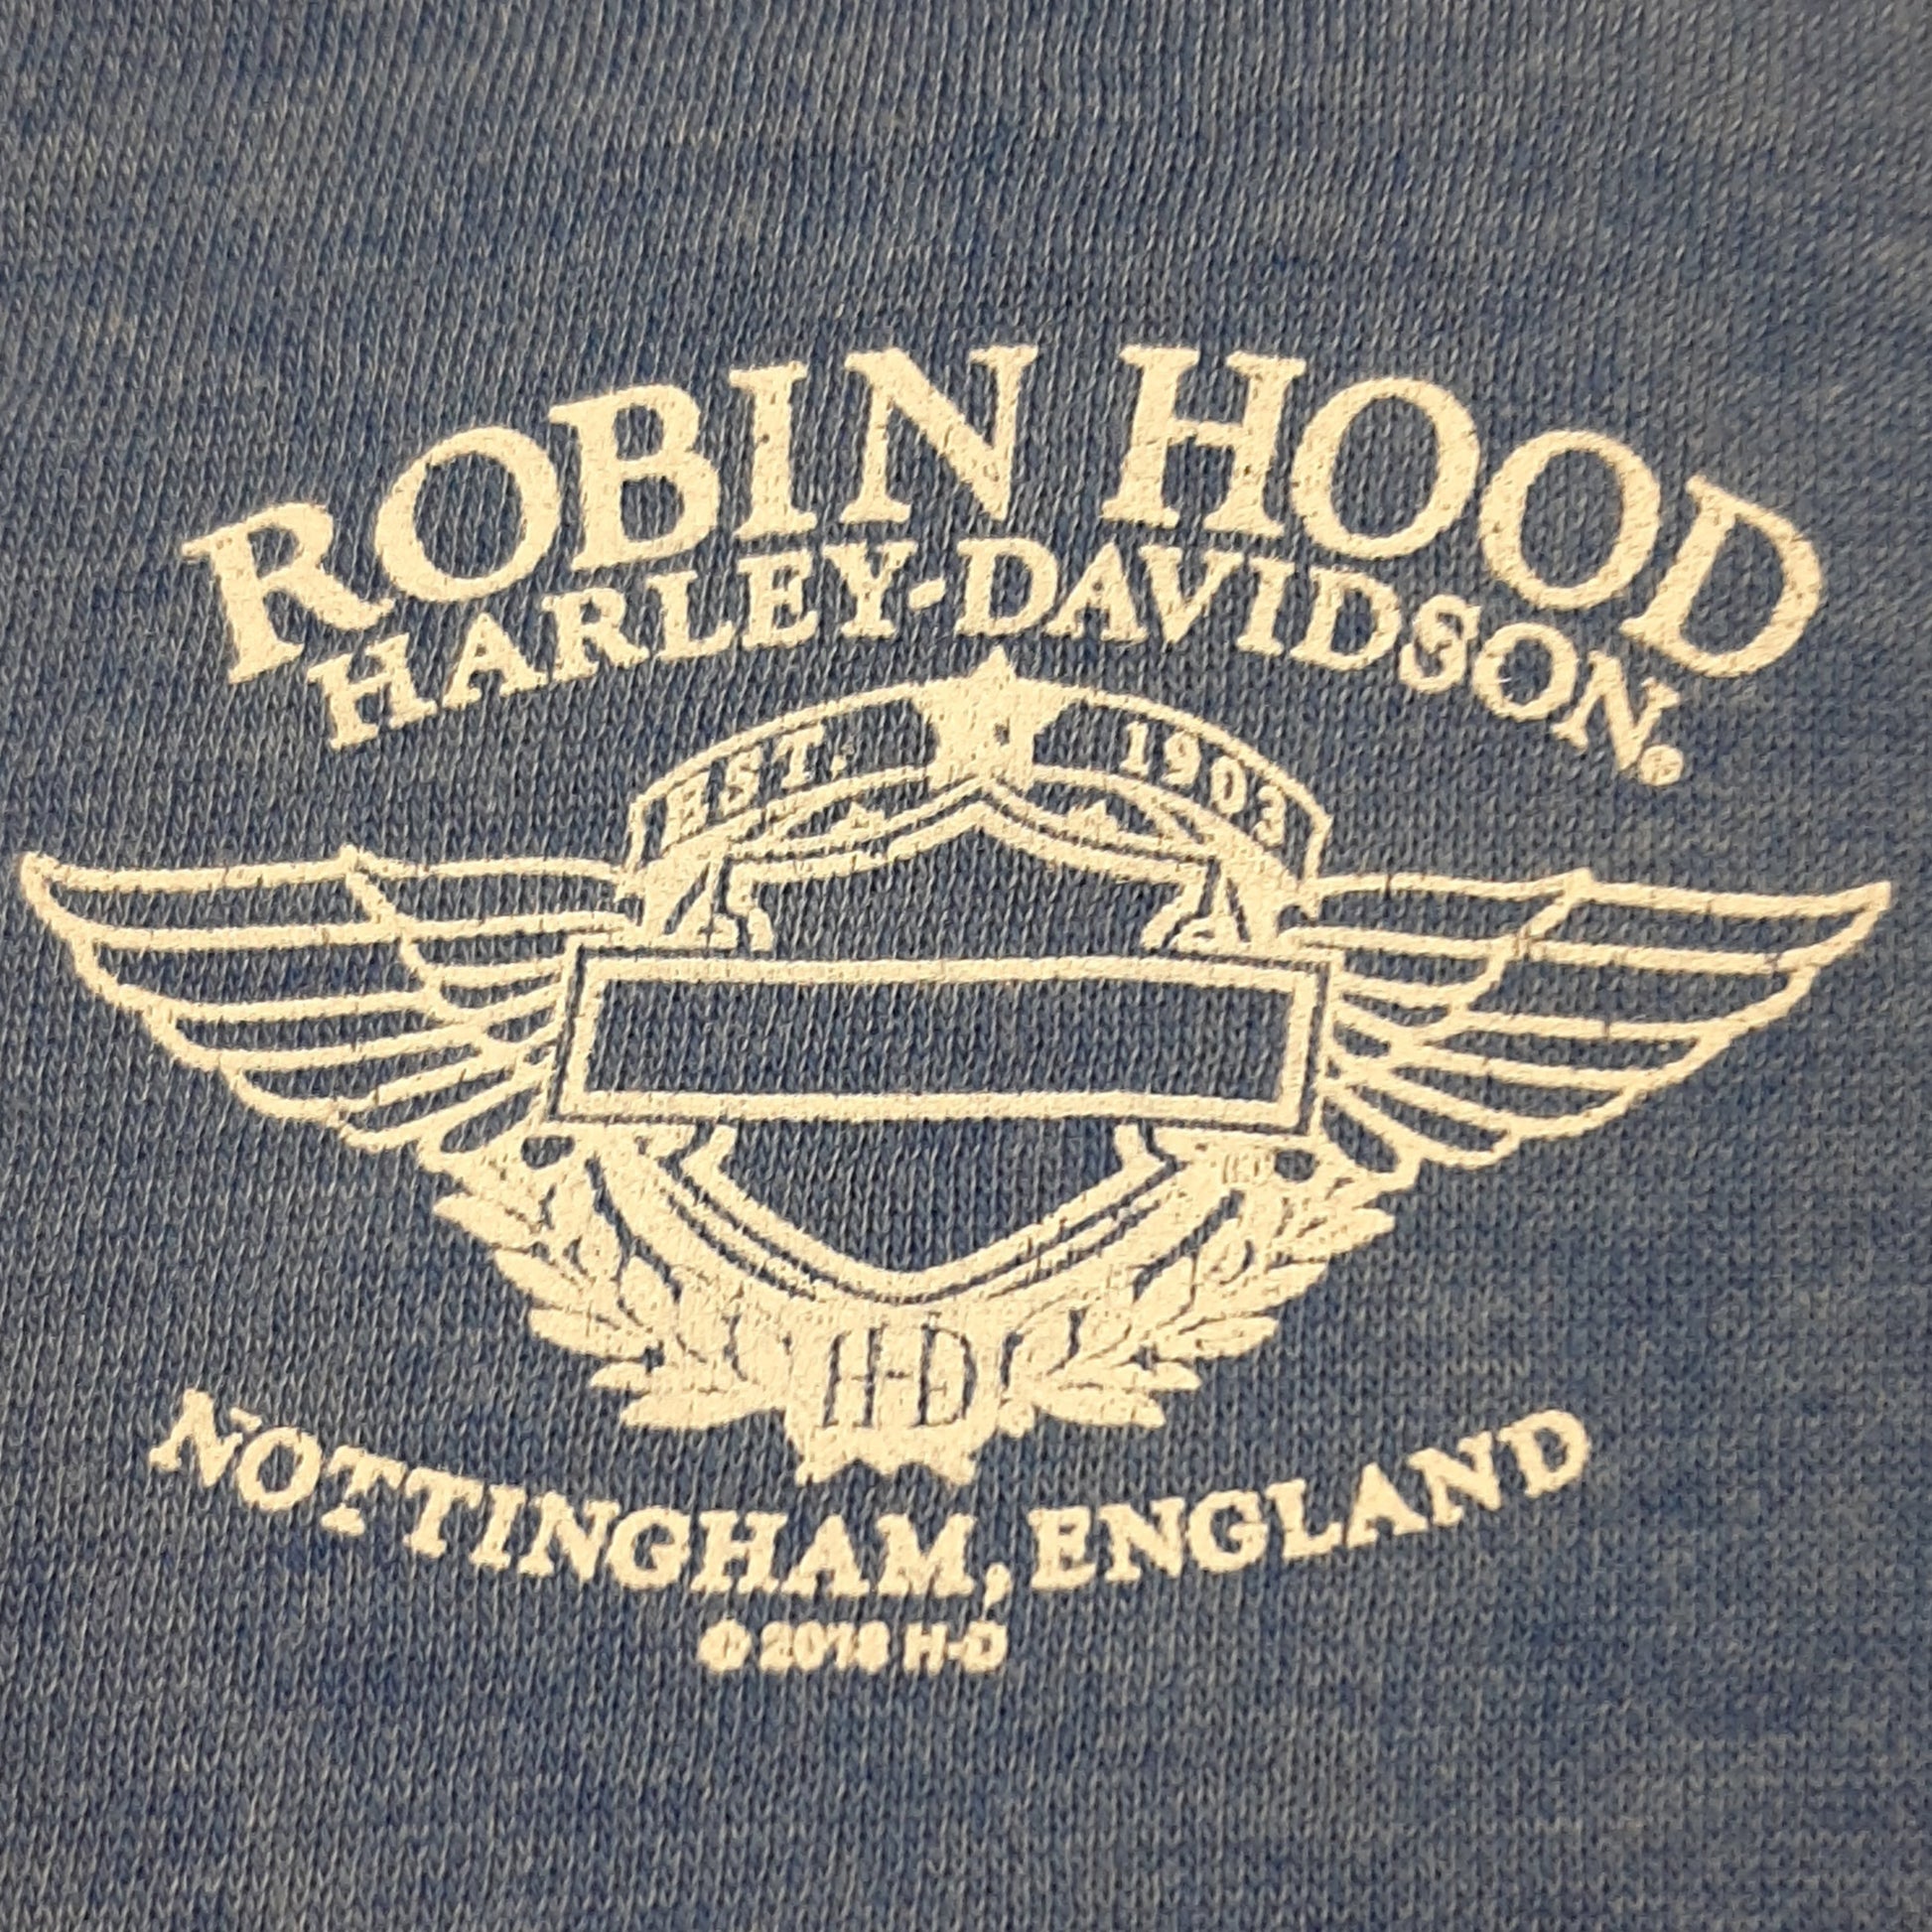 ROBIN HOOD
HARLEY-DAVIDSON®
EST. 1903
H-D
NOTTINGHAM, ENGLAND
© 2018 H-D